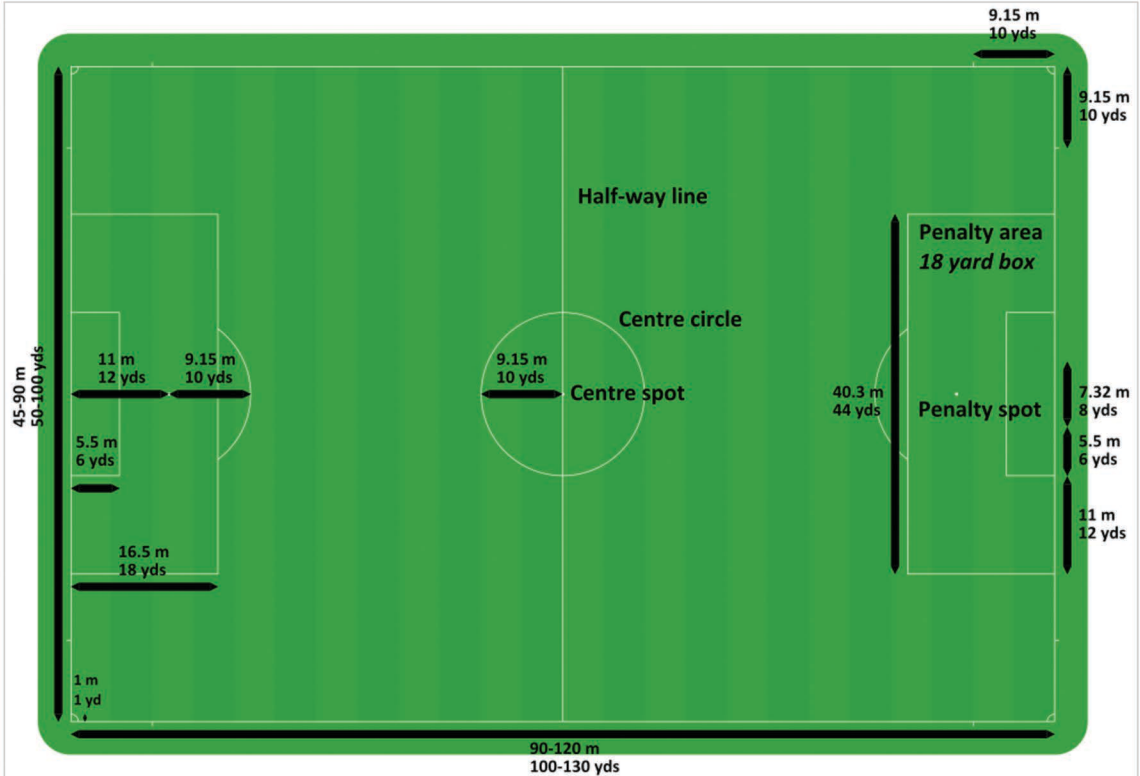 9.15 m
10 yds
9.15 m
10 yds
Half-way line
Penalty area
18 yard box
Centre circle
11 m
12 yds
9.15 m
10 yds
9.15 m
10 yds
Centre spot
40.3 m
44 yds
Penalty spot
7.32 m
8 yds
45-90 m
50-100 yds
5.5 m
6 yds
5.5 m
6 yds
11 m
12 yds
16.5 m
18 yds
1 m
1 yd
90-120 m
100-130 yds